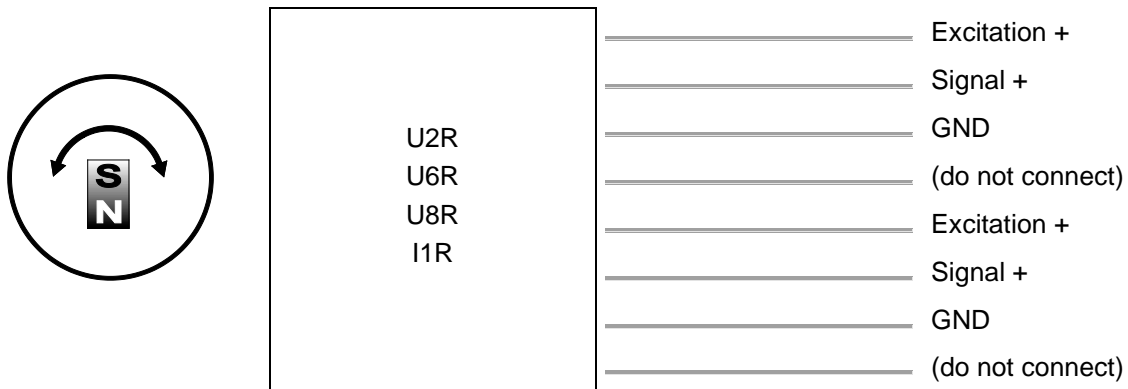 S
N
U2R
U6R
U8R
I1R
Excitation +
Signal +
GND
(do not connect)
Excitation +
Signal +
GND
(do not connect)